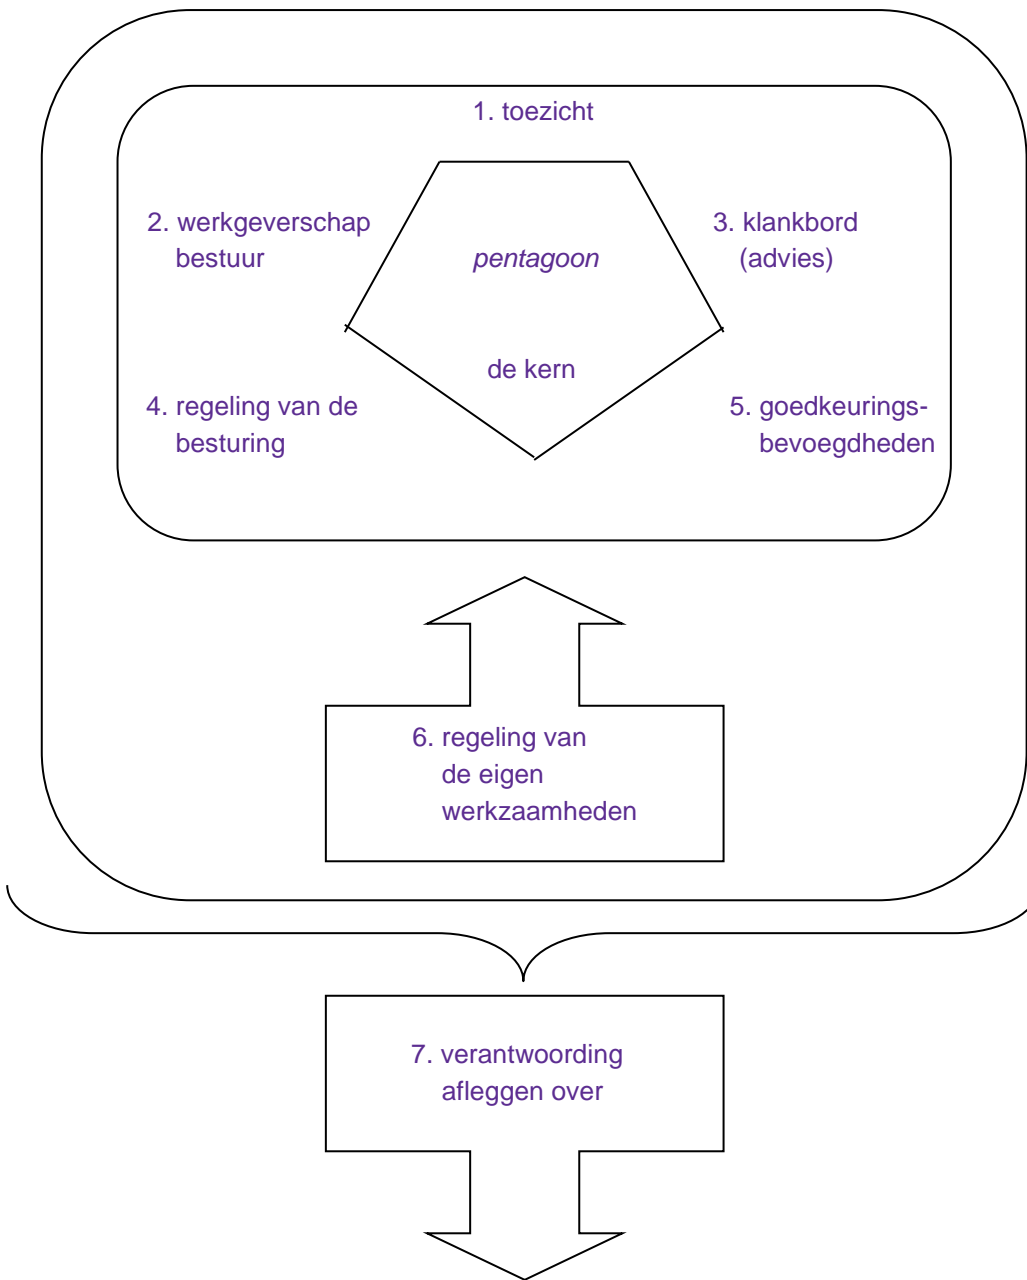 1. toezicht
2. werkgeverschap
bestuur
3. klankbord
(advies)
pentagoon
de kern
4. regeling van de
besturing
5. goedkeurings-
bevoegdheden
6. regeling van
de eigen
werkzaamheden
7. verantwoording
afleggen over